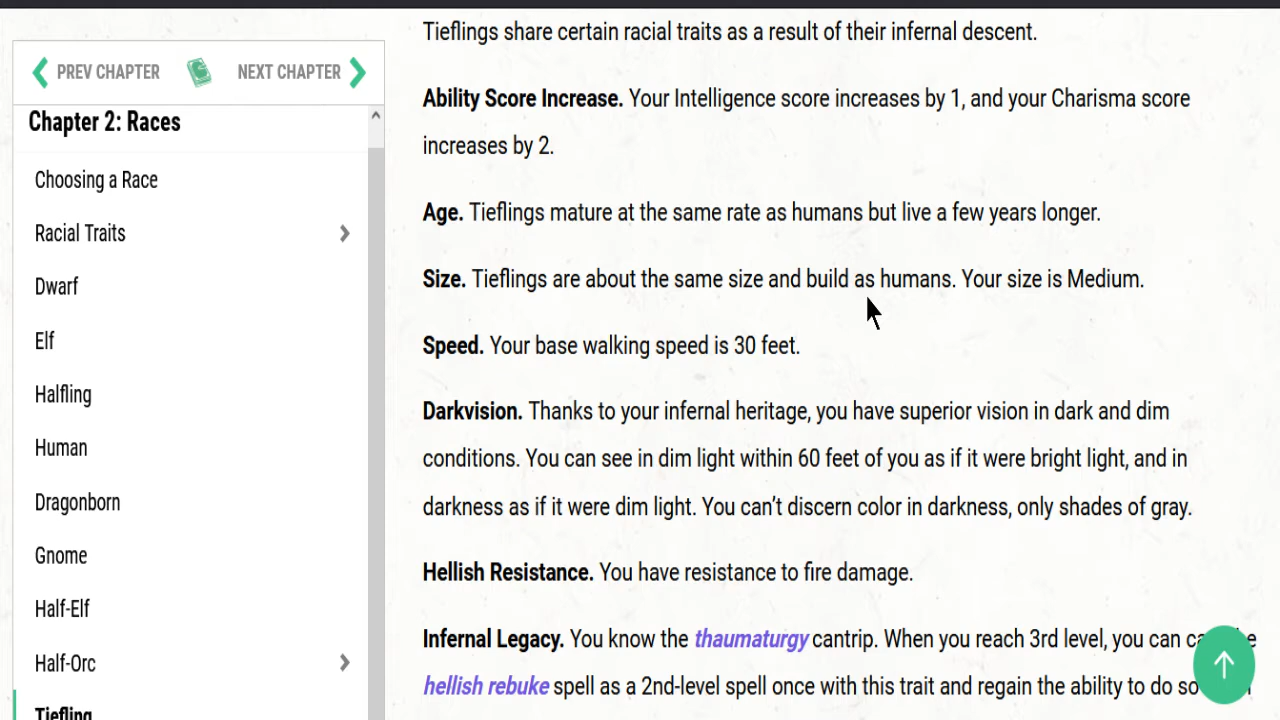 PREV CHAPTER
NEXT CHAPTER
Chapter 2: Races
Choosing a Race
Racial Traits
Dwarf
Elf
Halfling
Human
Dragonborn
Gnome
Half-Elf
Half-Orc
Tiefling
Tieflings share certain racial traits as a result of their infernal descent.
Ability Score Increase. Your Intelligence score increases by 1, and your Charisma score
increases by 2.
Age. Tieflings mature at the same rate as humans but live a few years longer.
Size. Tieflings are about the same size and build as humans. Your size is Medium.
Speed. Your base walking speed is 30 feet.
Darkvision. Thanks to your infernal heritage, you have superior vision in dark and dim
conditions. You can see in dim light within 60 feet of you as if it were bright light, and in
darkness as if it were dim light. You can’t discern color in darkness, only shades of gray.
Hellish Resistance. You have resistance to fire damage.
Infernal Legacy. You know the thaumaturgy cantrip. When you reach 3rd level, you can
hellish rebuke spell as a 2nd-level spell once with this trait and regain the ability to do so